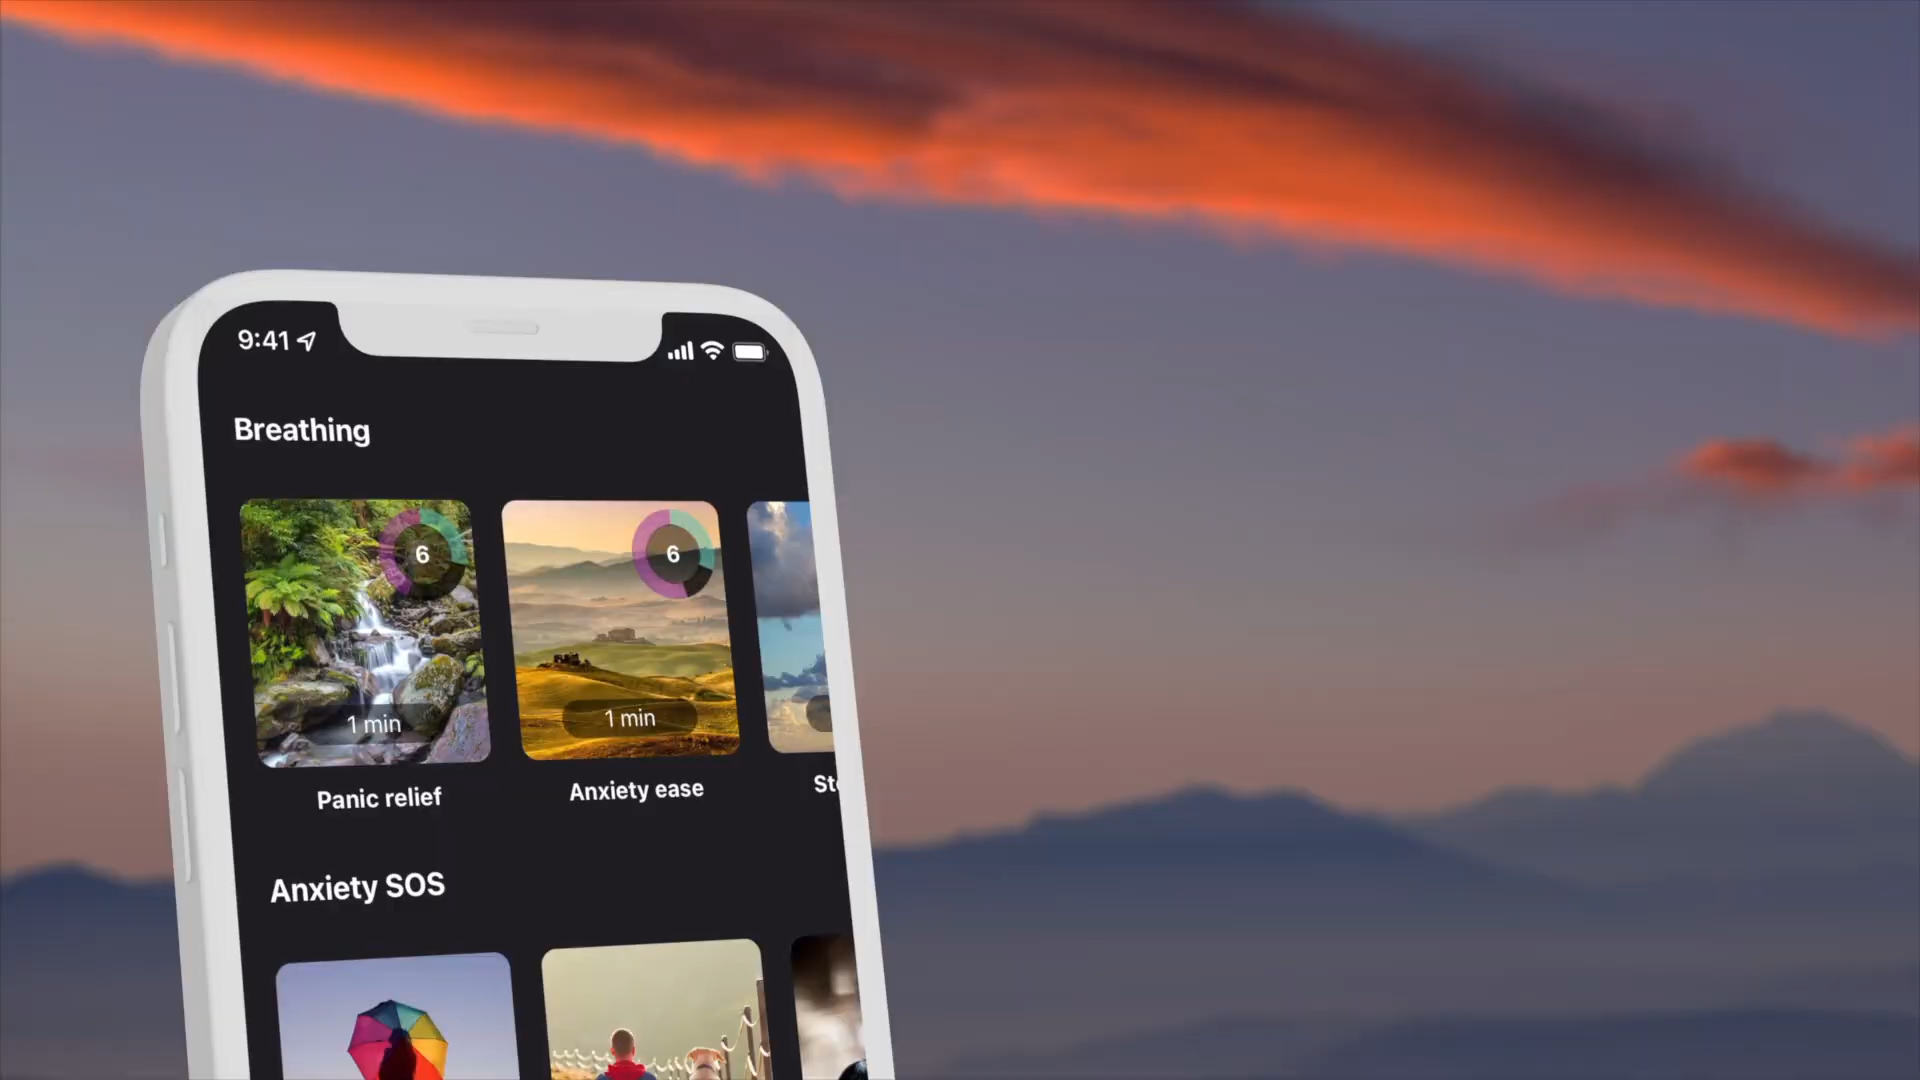 9:41
Breathing
6
6
1 min
1 min
Panic relief
Anxiety ease
Anxiety SOS